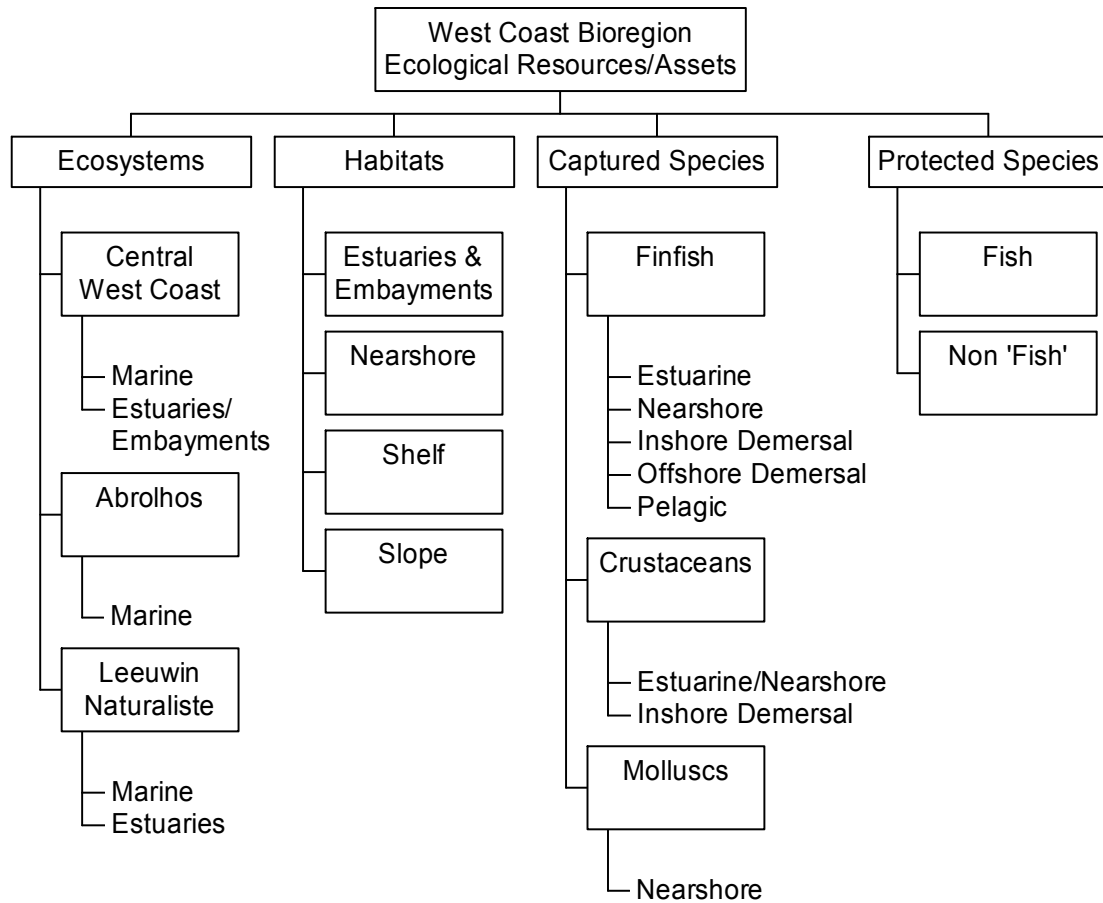 West Coast Bioregion
Ecological Resources/Assets
Ecosystems
Central
West Coast
Marine
Estuaries/
Embayments
Abrolhos
Marine
Leeuwin
Naturaliste
Marine
Estuaries
Habitats
Estuaries &
Embayments
Nearshore
Shelf
Slope
Captured Species
Finfish
Estuarine
Nearshore
Inshore Demersal
Offshore Demersal
Pelagic
Crustaceans
Estuarine/Nearshore
Inshore Demersal
Molluscs
Nearshore
Protected Species
Fish
Non 'Fish'